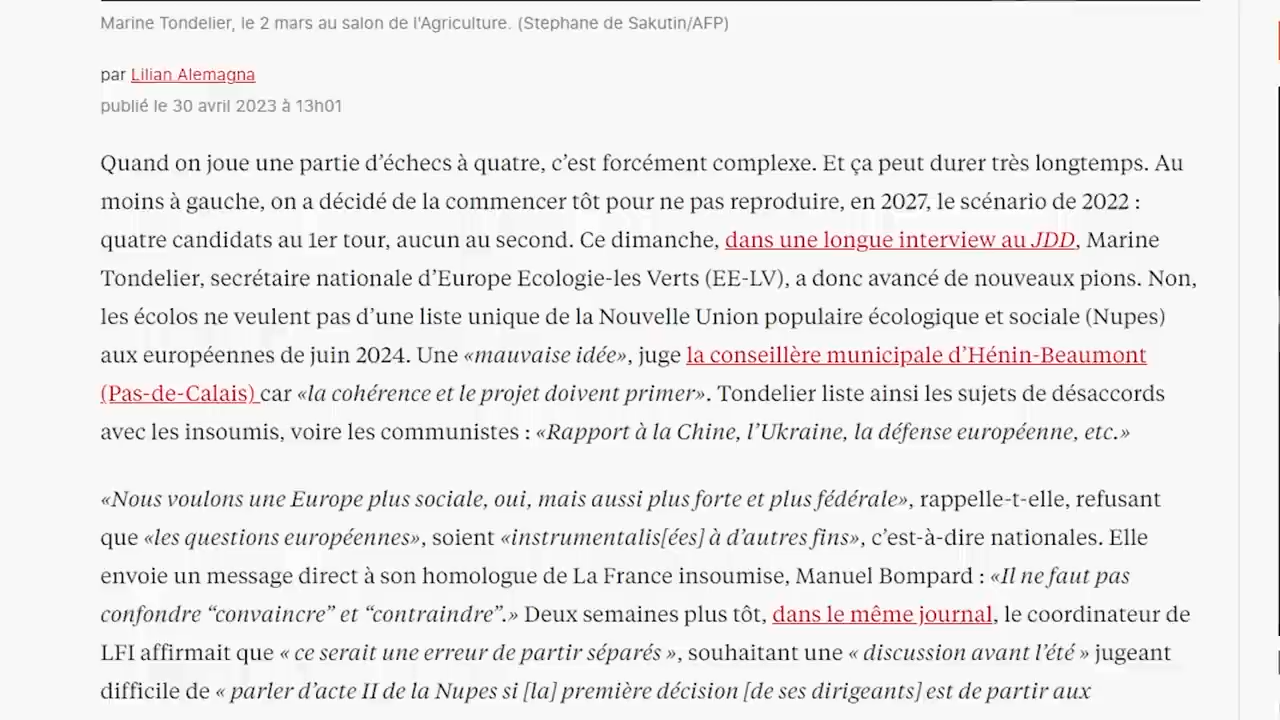 Marine Tondelier, le 2 mars au salon de l'Agriculture. (Stephane de Sakutin/AFP)
par Lilian Alemagna
publié le 30 avril 2023 à 13h01
Quand on joue une partie d’échecs à quatre, c’est forcément complexe. Et ça peut durer très longtemps. Au
moins à gauche, on a décidé de la commencer tôt pour ne pas reproduire, en 2027, le scénario de 2022 :
quatre candidats au 1er tour, aucun au second. Ce dimanche, dans une longue interview au JDD, Marine
Tondelier, secrétaire nationale d’Europe Ecologie-les Verts (EE-LV), a donc avancé de nouveaux pions. Non,
les écolos ne veulent pas d’une liste unique de la Nouvelle Union populaire écologique et sociale (Nupes)
aux européennes de juin 2024. Une «mauvaise idée», juge la conseillère municipale d’Hénin-Beaumont
(Pas-de-Calais) car «la cohérence et le projet doivent primer». Tondelier liste ainsi les sujets de désaccords
avec les insoumis, voire les communistes : «Rapport à la Chine, l’Ukraine, la défense européenne, etc.»
«Nous voulons une Europe plus sociale, oui, mais aussi plus forte et plus fédérale», rappelle-t-elle, refusant
que «les questions européennes», soient «instrumentalis[ées] à d’autres fins», c’est-à-dire nationales. Elle
envoie un message direct à son homologue de La France insoumise, Manuel Bompard : «Il ne faut pas
confondre “convaincre” et “contraindre”.» Deux semaines plus tôt, dans le même journal, le coordinateur de
LFI affirmait que « ce serait une erreur de partir séparés », souhaitant une « discussion avant l’été » jugeant
difficile de « parler d’acte II de la Nupes si [la] première décision [de ses dirigeants] est de partir aux